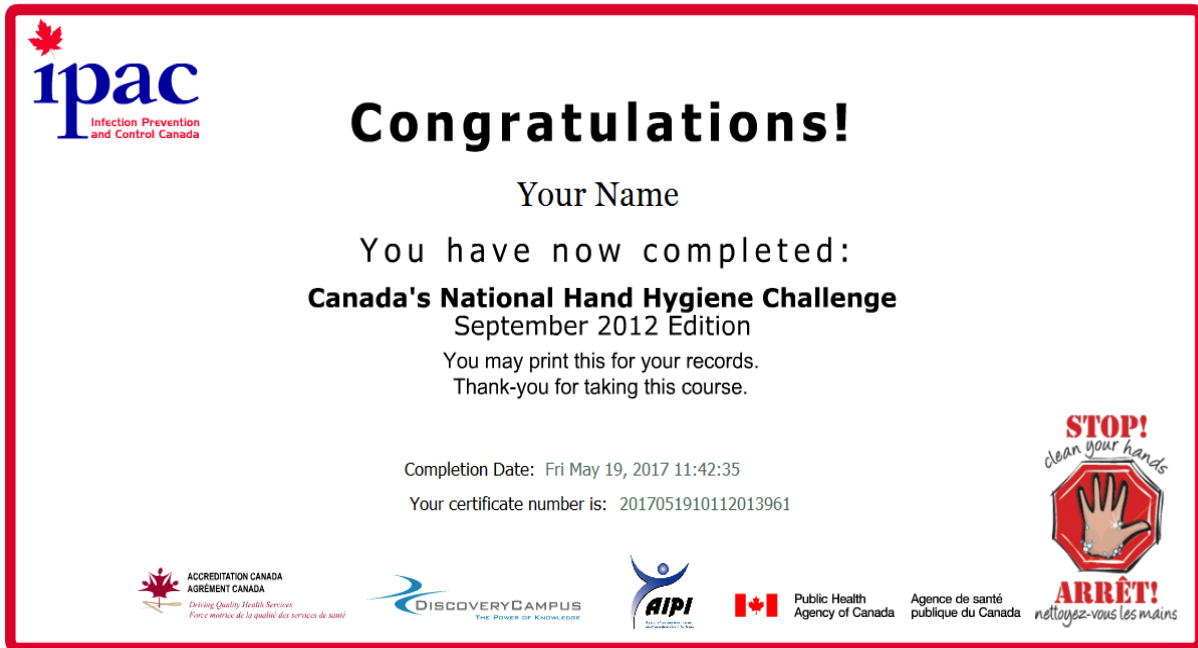 ipac
Infection Prevention
and Control Canada
Congratulations!
Your Name
You have now completed:
Canada's National Hand Hygiene Challenge
September 2012 Edition
You may print this for your records.
Thank-you for taking this course.
Completion Date: Fri May 19, 2017 11:42:35
Your certificate number is: 2017051910112013961
STOP!
clean your hands
ARRÊT!
nettoyez-vous les mains
ACCREDITATION CANADA
AGRÉMENT CANADA
Driving Quality Health Services
Force motrice de la qualité des services de santé
DISCOVERYCAMPUS
THE POWER OF KNOWLEDGE
AIPI
Public Health
Agency of Canada
Agence de santé
publique du Canada